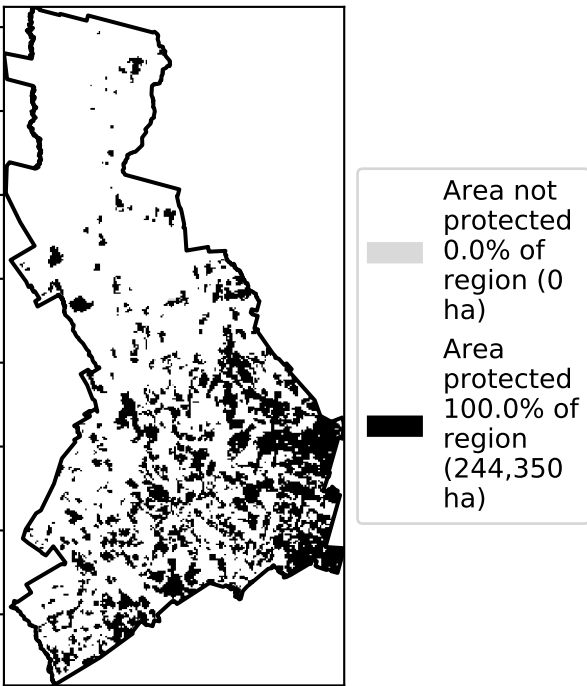 Area not
protected
0.0% of
region (0
ha)
Area
protected
100.0% of
region
(244,350
ha)